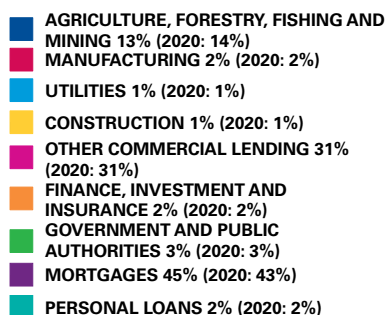 AGRICULTURE, FORESTRY, FISHING AND
MINING 13% (2020: 14%)
MANUFACTURING 2% (2020: 2%)
UTILITIES 1% (2020: 1%)
CONSTRUCTION 1% (2020: 1%)
OTHER COMMERCIAL LENDING 31%
(2020: 31%)
FINANCE, INVESTMENT AND
INSURANCE 2% (2020: 2%)
GOVERNMENT AND PUBLIC
AUTHORITIES 3% (2020: 3%)
MORTGAGES 45% (2020: 43%)
PERSONAL LOANS 2% (2020: 2%)